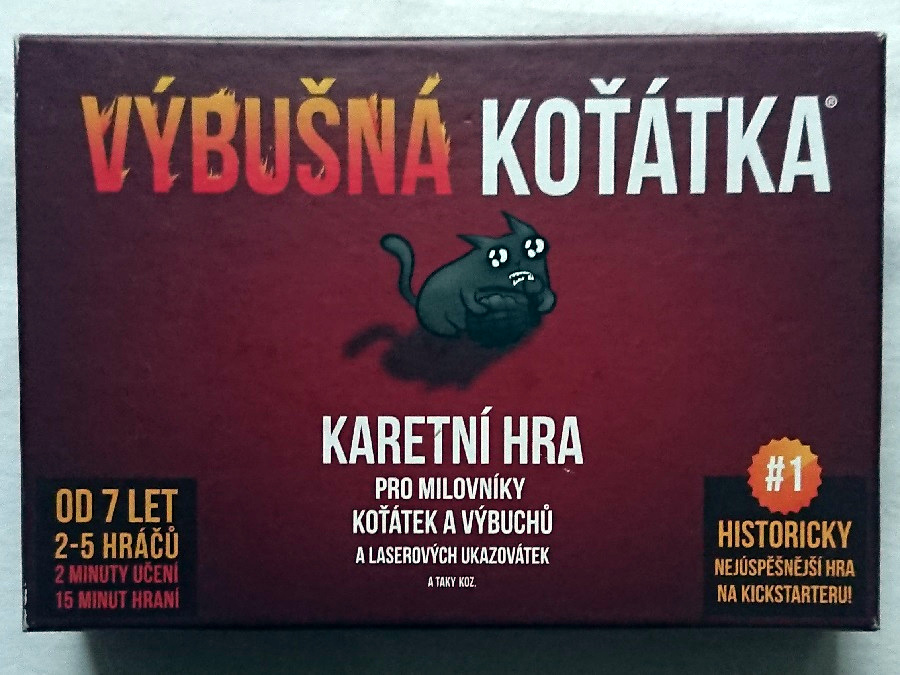 VÝBUŠNÁ KOŤÁTKA®
KARETNÍ HRA
PRO MILOVNÍKY
KOŤÁTEK A VÝBUCHŮ
A LASEROVÝCH UKAZOVÁTEK
A TAKY KOZ.
OD 7 LET
2-5 HRÁČŮ
2 MINUTY UČENÍ
15 MINUT HRANÍ
#1
HISTORICKY
NEJÚSPĚŠNĚJŠÍ HRA
NA KICKSTARTERU!